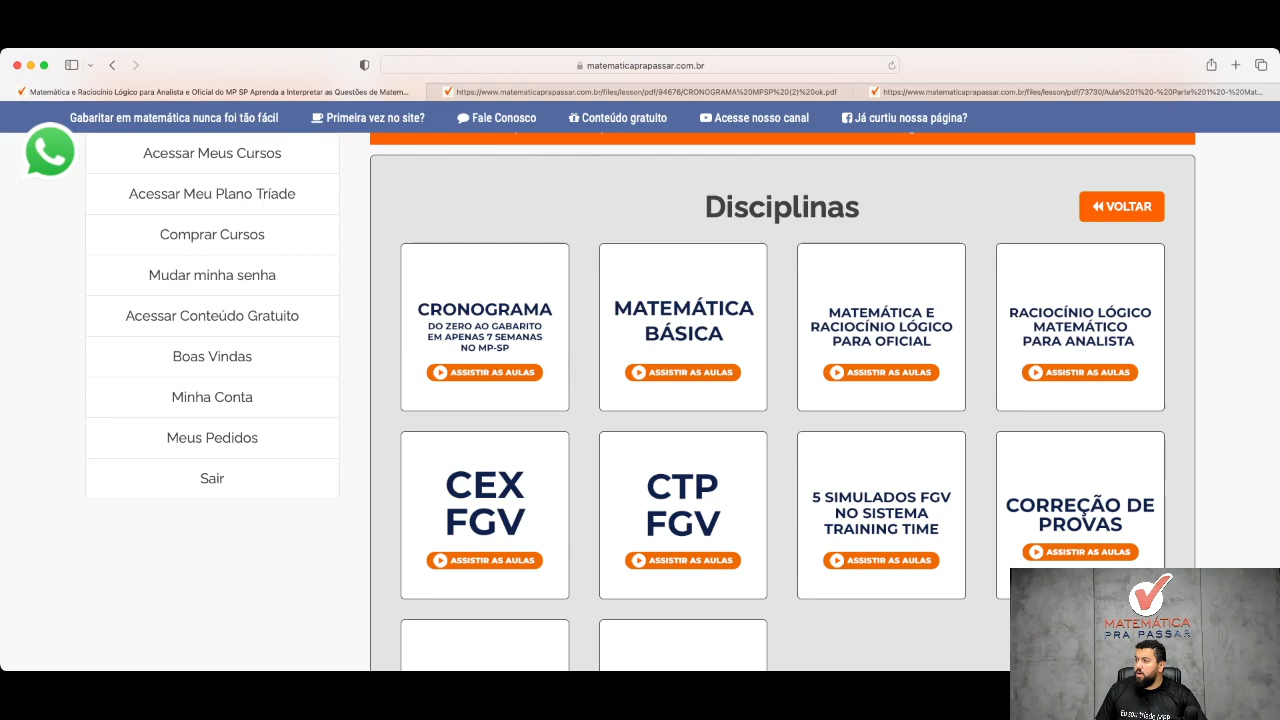 matematicaprapassar.com.br
Matemática e Raciocínio Lógico para Analista e Oficial do MP SP Aprenda a Interpretar as Questões de Matem...
https://www.matematicaprapassar.com.br/files/lesson/pdf/94676/CRONOGRAMA%20MPSP%20(2)%20ok.pdf
https://www.matematicaprapassar.com.br/files/lesson/pdf/73730/Aula%201%20-%20Parte%201%20-%20Mat...
Gabaritar em matemática nunca foi tão fácil
Primeira vez no site?
Fale Conosco
Conteúdo gratuito
Acesse nosso canal
Já curtiu nossa página?
Acessar Meus Cursos
Acessar Meu Plano Tríade
Comprar Cursos
Mudar minha senha
Acessar Conteúdo Gratuito
Boas Vindas
Minha Conta
Meus Pedidos
Sair
Disciplinas
VOLTAR
CRONOGRAMA
DO ZERO AO GABARITO
EM APENAS 7 SEMANAS
NO MP-SP
ASSISTIR AS AULAS
MATEMÁTICA
BÁSICA
ASSISTIR AS AULAS
MATEMÁTICA E
RACIOCÍNIO LÓGICO
PARA OFICIAL
ASSISTIR AS AULAS
RACIOCÍNIO LÓGICO
MATEMÁTICO
PARA ANALISTA
ASSISTIR AS AULAS
CEX
FGV
ASSISTIR AS AULAS
CTP
FGV
ASSISTIR AS AULAS
5 SIMULADOS FGV
NO SISTEMA
TRAINING TIME
ASSISTIR AS AULAS
CORREÇÃO DE
PROVAS
ASSISTIR AS AULAS
MATEMÁTICA
PRA PASSAR
Eu sou Tríade MPP